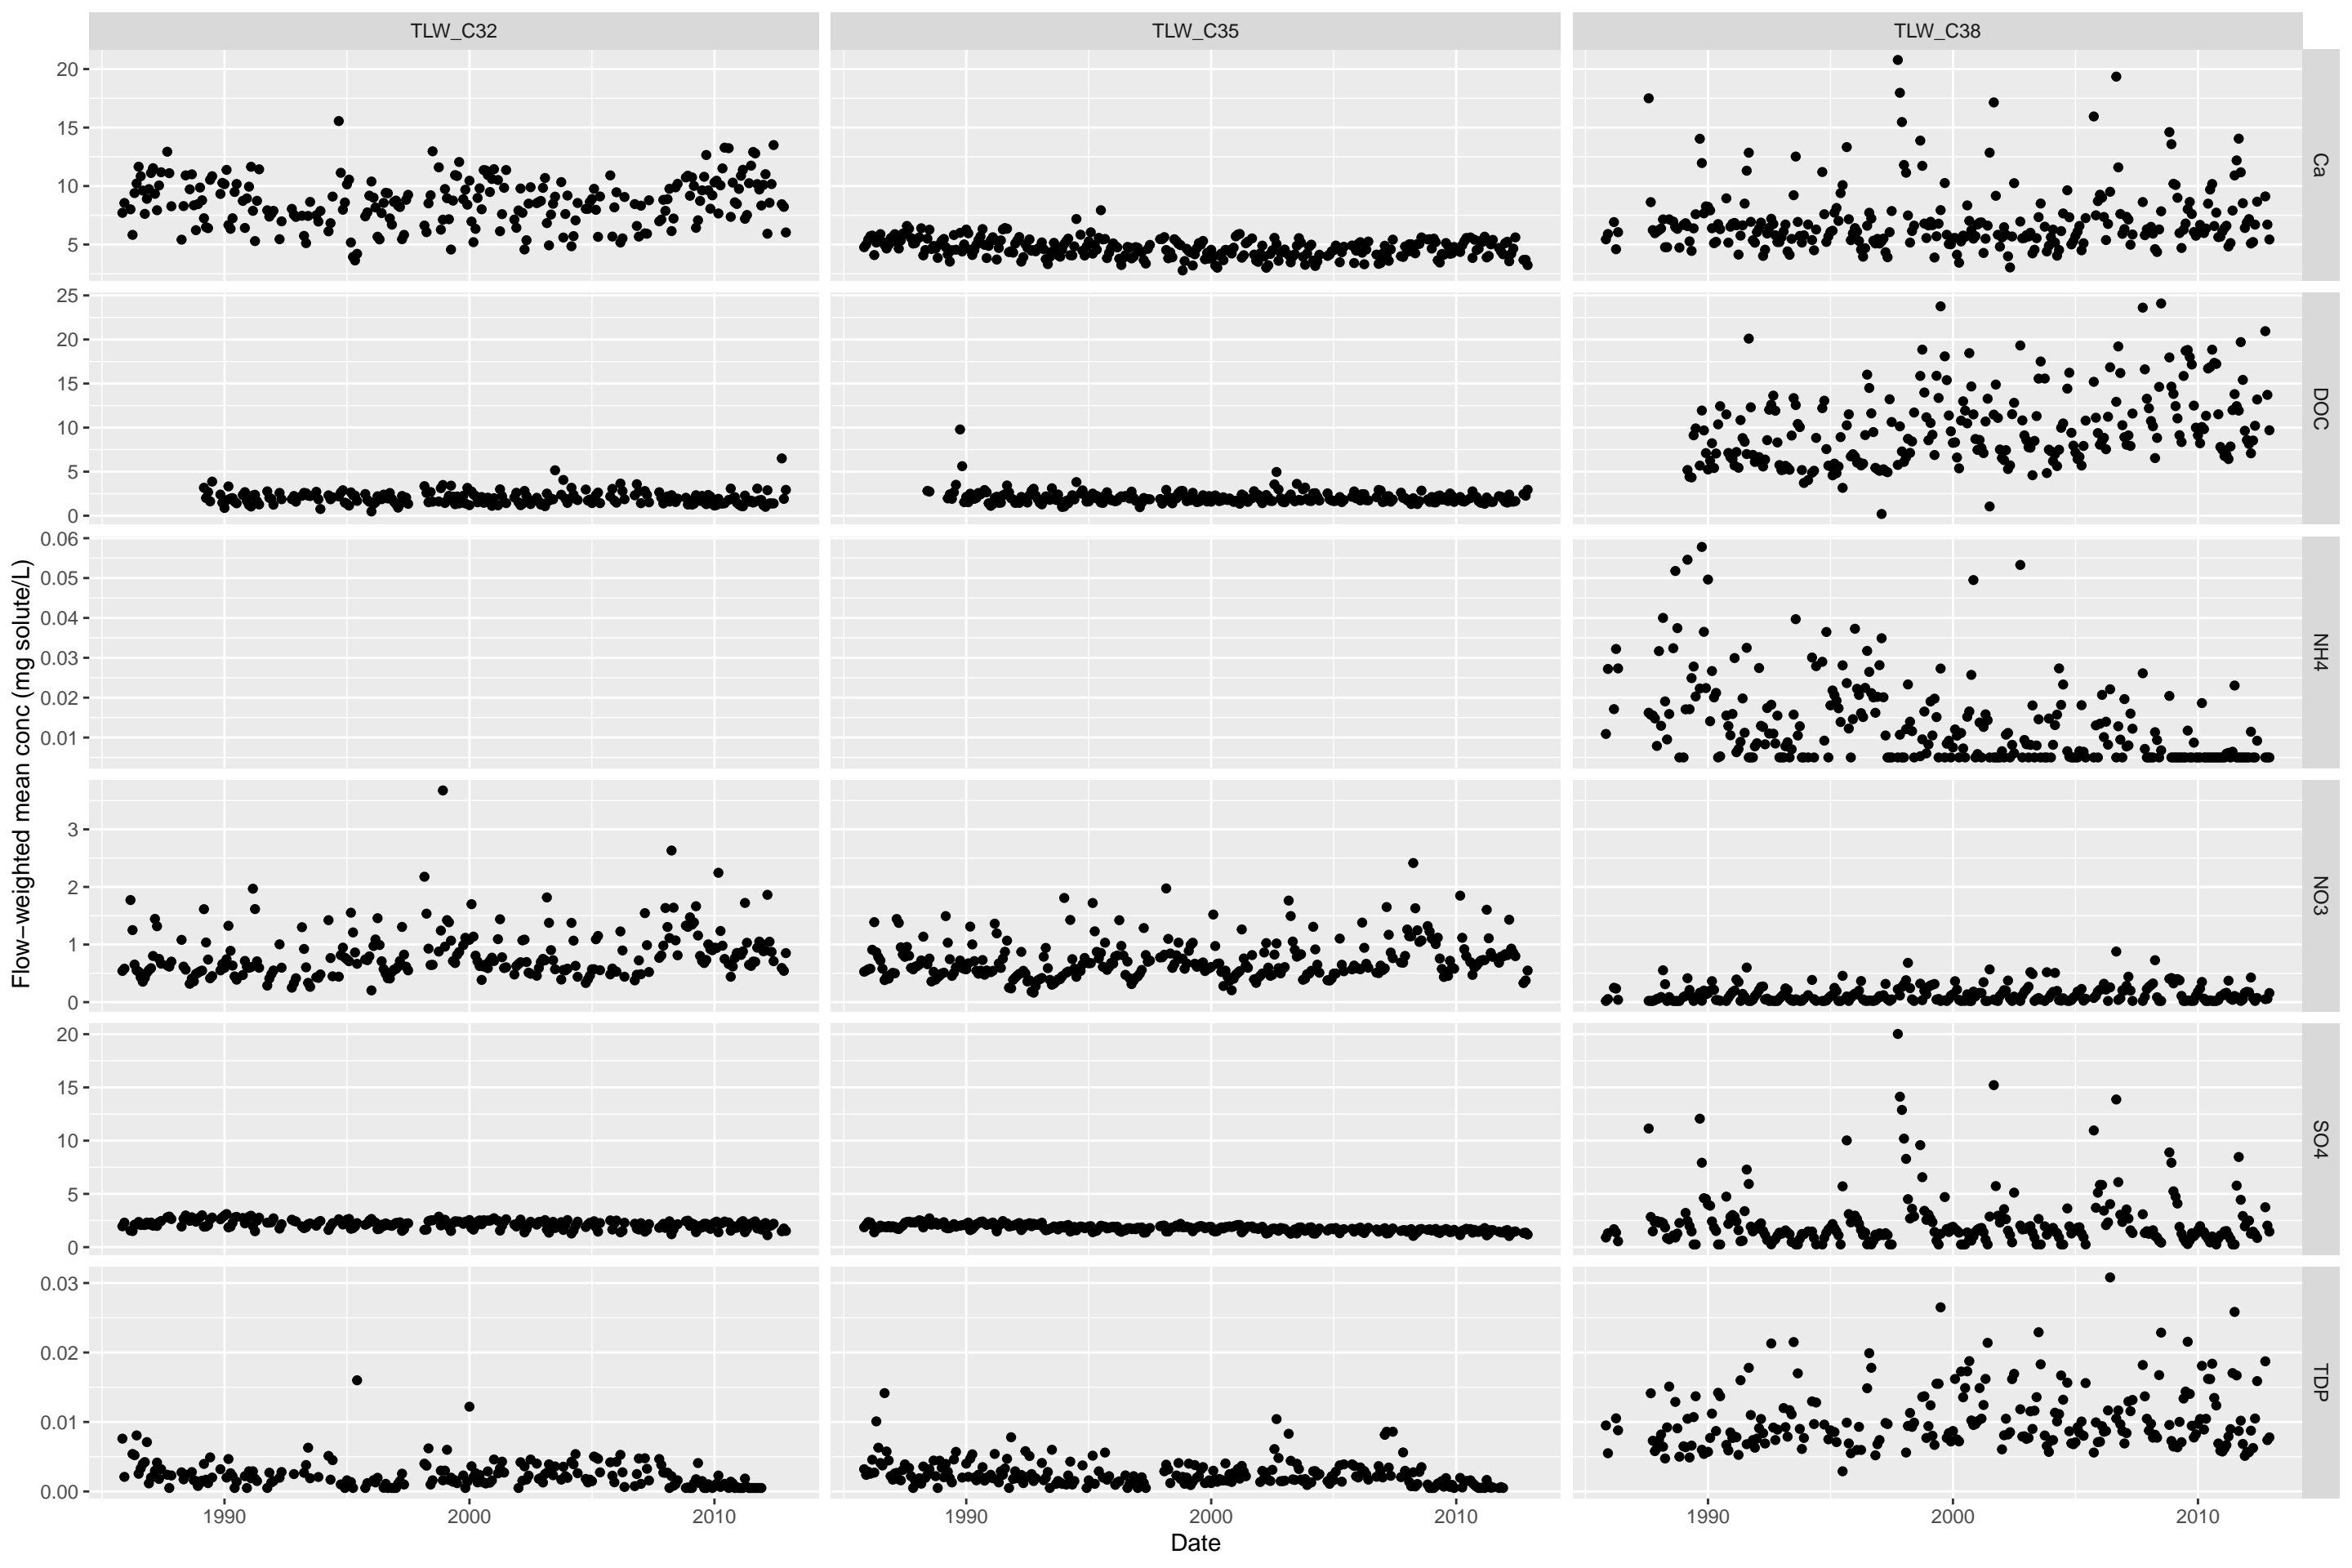 TLW_C32 TLW_C35 TLW_C38
20
15
10
5
Ca
25
20
15
10
5
0
DOC
0.06
0.05
0.04
0.03
0.02
0.01
NH4
3
2
1
0
NO3
20
15
10
5
0
SO4
0.03
0.02
0.01
0.00
TDP
Flow−weighted mean conc (mg solute/L)
1990 2000 2010 1990 2000 2010 1990 2000 2010
Date